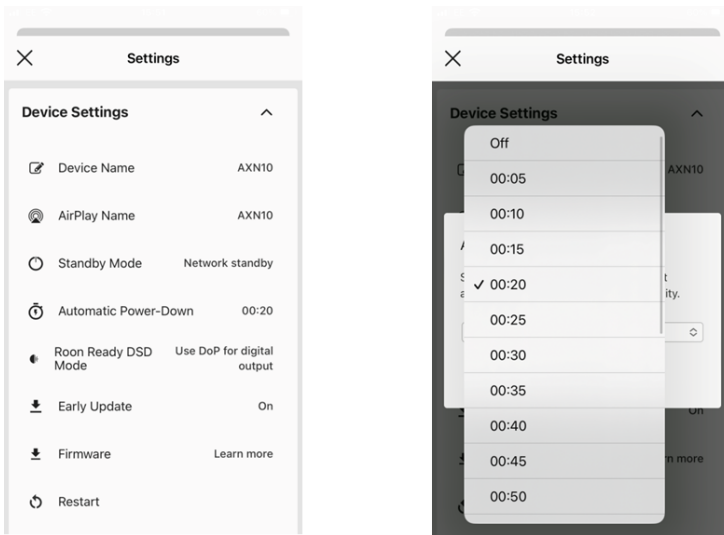 Settings
Device Settings
Device Name AXN10
AirPlay Name AXN10
Standby Mode Network standby
Automatic Power-Down 00:20
Roon Ready DSD Mode Use DoP for digital output
Early Update On
Firmware Learn more
Restart
Settings
Device Settings
AXN10
Off
00:05
00:10
00:15
00:20
00:25
00:30
00:35
00:40
00:45
00:50
ity.
On
rn more